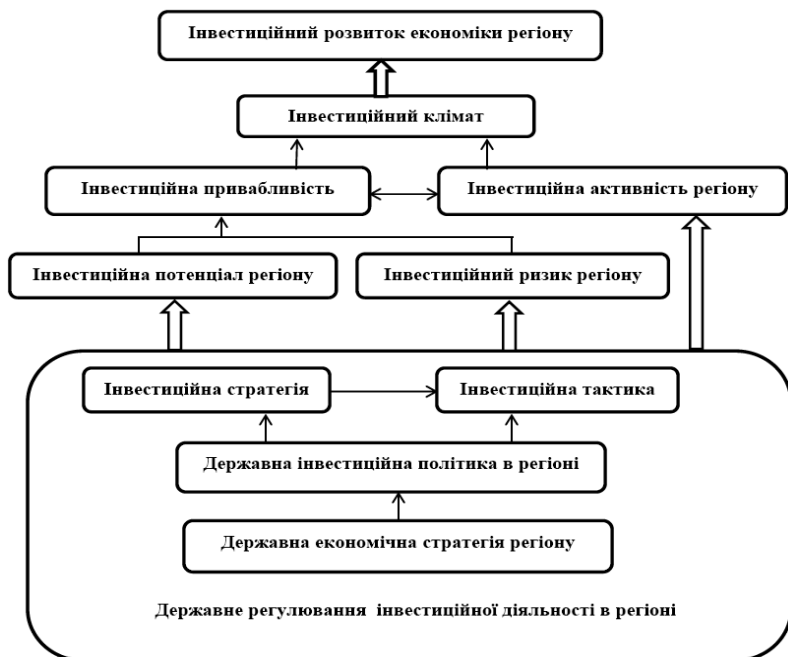 Інвестиційний розвиток економіки регіону
Інвестиційний клімат
Інвестиційна привабливість
Інвестиційна активність регіону
Інвестиційна потенціал регіону
Інвестиційний ризик регіону
Інвестиційна стратегія
Інвестиційна тактика
Державна інвестиційна політика в регіоні
Державна економічна стратегія регіону
Державне регулювання інвестиційної діяльності в регіоні